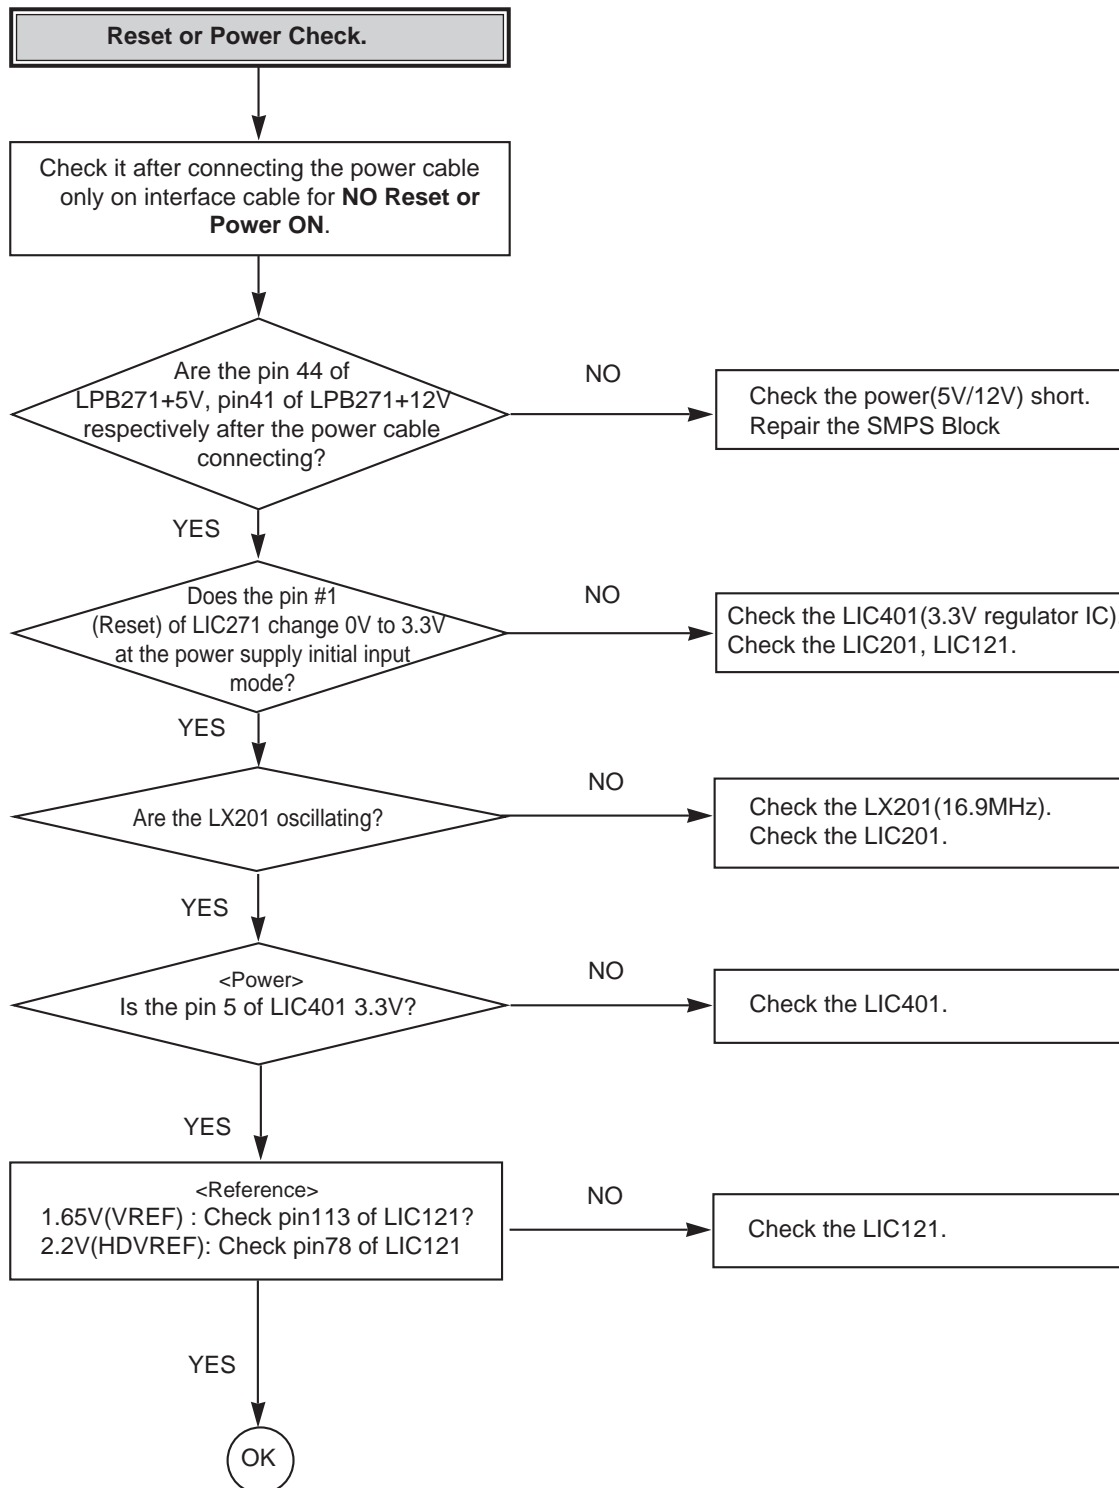 Reset or Power Check.
Check it after connecting the power cable
only on interface cable for NO Reset or
Power ON.
Are the pin 44 of
LPB271+5V, pin41 of LPB271+12V
respectively after the power cable
connecting?
NO
Check the power(5V/12V) short.
Repair the SMPS Block
YES
Does the pin #1
(Reset) of LIC271 change 0V to 3.3V
at the power supply initial input
mode?
NO
Check the LIC401(3.3V regulator IC).
Check the LIC201, LIC121.
YES
Are the LX201 oscillating?
NO
Check the LX201(16.9MHz).
Check the LIC201.
YES
<Power>
Is the pin 5 of LIC401 3.3V?
NO
Check the LIC401.
YES
<Reference>
1.65V(VREF) : Check pin113 of LIC121?
2.2V(HDVREF): Check pin78 of LIC121
NO
Check the LIC121.
YES
OK